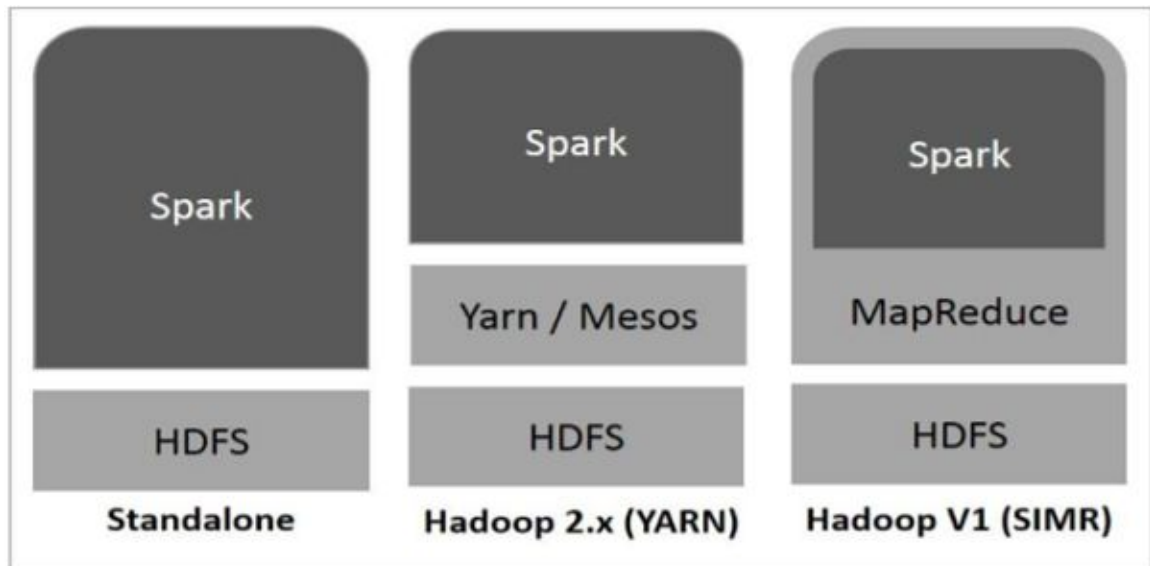 Spark
HDFS
Standalone
Spark
Yarn / Mesos
HDFS
Hadoop 2.x (YARN)
Spark
MapReduce
HDFS
Hadoop V1 (SIMR)